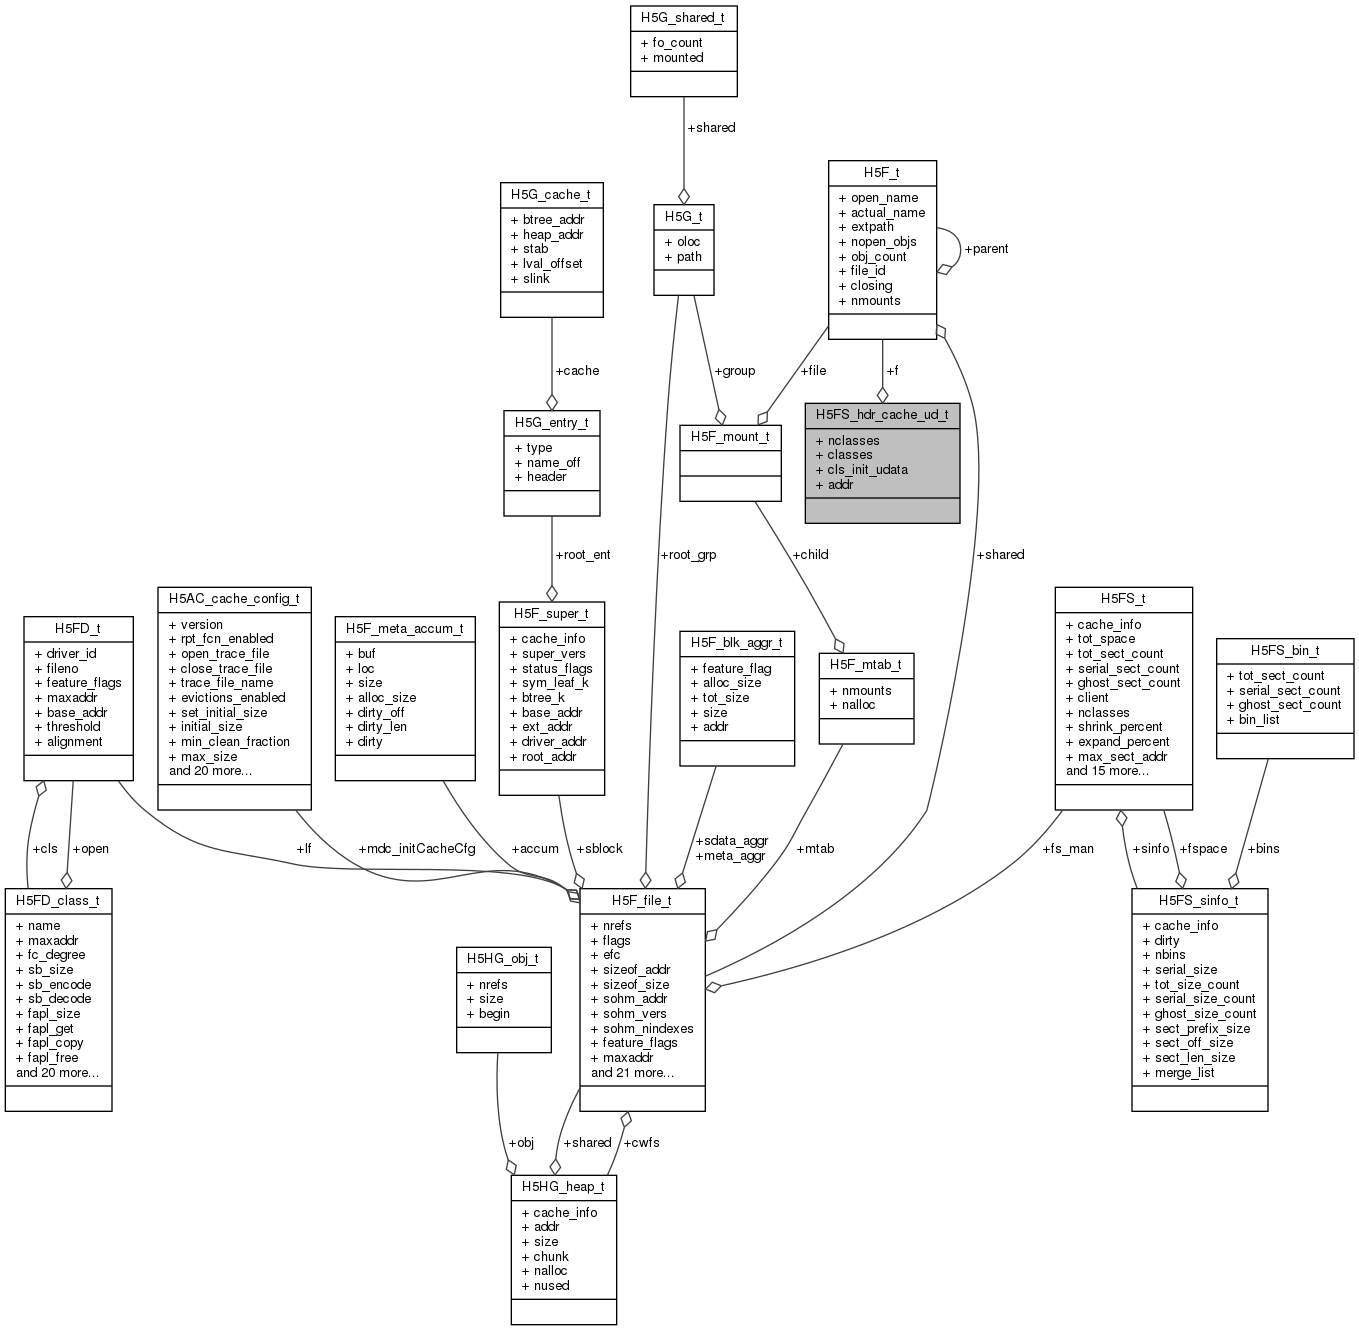 H5G_shared_t
+ fo_count
+ mounted
+shared
H5F_t
+ open_name
+ actual_name
+ extpath
+ nopen_objs
+ obj_count
+ file_id
+ closing
+ nmounts
+parent
H5G_cache_t
+ btree_addr
+ heap_addr
+ stab
+ lval_offset
+ slink
H5G_t
+ oloc
+ path
+cache
+group
+file
+f
H5FS_hdr_cache_ud_t
+ nclasses
+ classes
+ cls_init_udata
+ addr
H5G_entry_t
+ type
+ name_off
+ header
H5F_mount_t
+root_ent
+root_grp
+child
+shared
H5FD_t
+ driver_id
+ fileno
+ feature_flags
+ maxaddr
+ base_addr
+ threshold
+ alignment
H5AC_cache_config_t
+ version
+ rpt_fcn_enabled
+ open_trace_file
+ close_trace_file
+ trace_file_name
+ evictions_enabled
+ set_initial_size
+ initial_size
+ min_clean_fraction
+ max_size
and 20 more...
H5F_meta_accum_t
+ buf
+ loc
+ size
+ alloc_size
+ dirty_off
+ dirty_len
+ dirty
H5F_super_t
+ cache_info
+ super_vers
+ status_flags
+ sym_leaf_k
+ btree_k
+ base_addr
+ ext_addr
+ driver_addr
+ root_addr
H5F_blk_aggr_t
+ feature_flag
+ alloc_size
+ tot_size
+ size
+ addr
H5F_mtab_t
+ nmounts
+ nalloc
H5FS_t
+ cache_info
+ tot_space
+ tot_sect_count
+ serial_sect_count
+ ghost_sect_count
+ client
+ nclasses
+ shrink_percent
+ expand_percent
+ max_sect_addr
and 15 more...
H5FS_bin_t
+ tot_sect_count
+ serial_sect_count
+ ghost_sect_count
+ bin_list
+cls
+open
+lf
+mdc_initCacheCfg
+accum
+sblock
+sdata_aggr
+meta_aggr
+mtab
+fs_man
+sinfo
+fspace
+bins
H5FD_class_t
+ name
+ maxaddr
+ fc_degree
+ sb_size
+ sb_encode
+ sb_decode
+ fapl_size
+ fapl_get
+ fapl_copy
+ fapl_free
and 20 more...
H5HG_obj_t
+ nrefs
+ size
+ begin
H5F_file_t
+ nrefs
+ flags
+ efc
+ sizeof_addr
+ sizeof_size
+ sohm_addr
+ sohm_vers
+ sohm_nindexes
+ feature_flags
+ maxaddr
and 21 more...
H5FS_sinfo_t
+ cache_info
+ dirty
+ nbins
+ serial_size
+ tot_size_count
+ serial_size_count
+ ghost_size_count
+ sect_prefix_size
+ sect_off_size
+ sect_len_size
+ merge_list
+obj
+shared
+cwfs
H5HG_heap_t
+ cache_info
+ addr
+ size
+ chunk
+ nalloc
+ nused